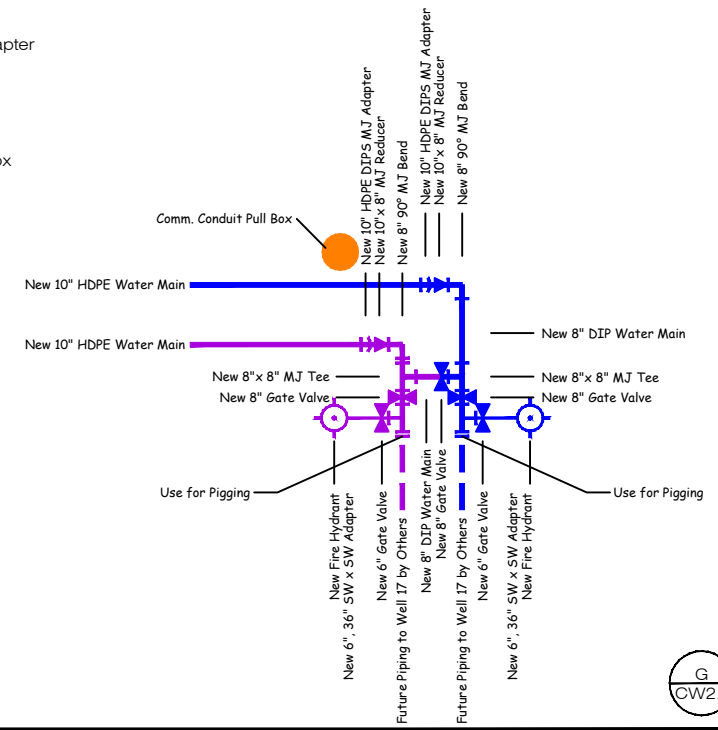 New 10" HDPE DIPS MJ Adapter
New 10"x 8" MJ Reducer
New 8" 90° MJ Bend
New 10" HDPE DIPS MJ Adapter
New 10"x 8" MJ Reducer
New 8" 90° MJ Bend
Comm. Conduit Pull Box
New 10" HDPE Water Main
New 8" DIP Water Main
New 10" HDPE Water Main
New 8"x 8" MJ Tee
New 8"x 8" MJ Tee
New 8" Gate Valve
New 8" Gate Valve
Use for Pigging
Use for Pigging
New Fire Hydrant
New 6", 36" SW x SW Adapter
New 6" Gate Valve
Future Piping to Well 17 by Others
New 8" DIP Water Main
New 8" Gate Valve
Future Piping to Well 17 by Others
New 6" Gate Valve
New 6", 36" SW x SW Adapter
New Fire Hydrant
G